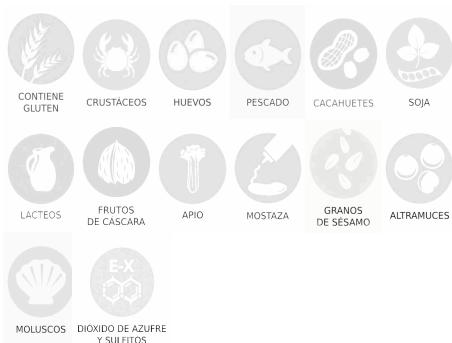 CONTIENE
GLUTEN
CRUSTÁCEOS
HUEVOS
PESCADO
CACAHUETES
SOJA
LÁCTEOS
FRUTOS
DE CÁSCARA
APIO
MOSTAZA
GRANOS
DE SÉSAMO
ALTRAMUCES
E-X
MOLUSCOS
DIÓXIDO DE AZUFRE
Y SULFITOS